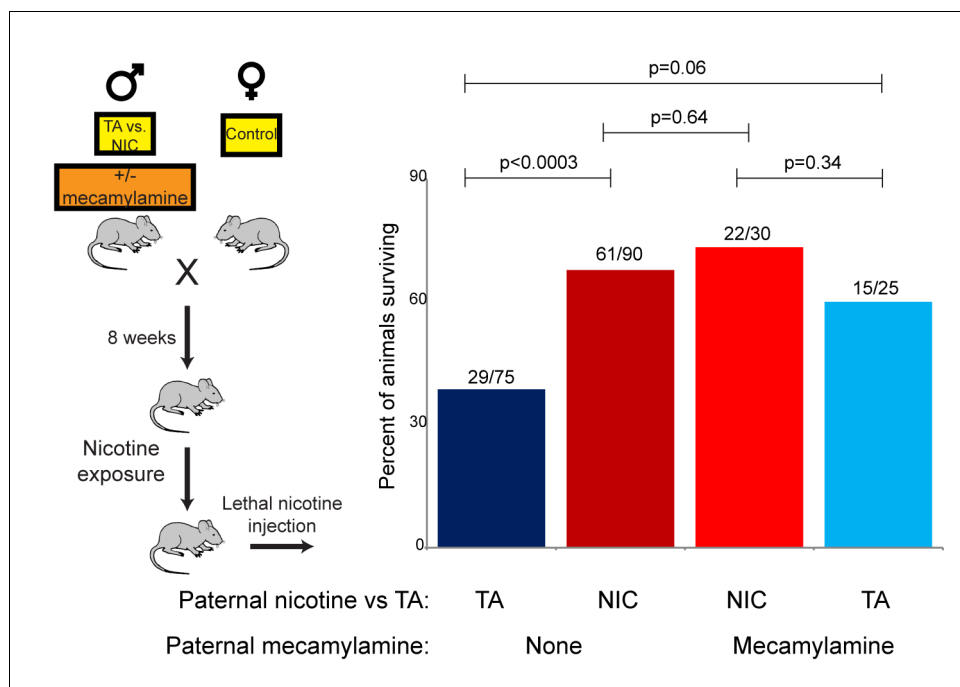 TA vs.
NIC
Control
+/-
mecamylamine
X
8 weeks
Nicotine
exposure
Lethal nicotine
injection
p=0.06
p=0.64
p<0.0003
p=0.34
Percent of animals surviving
90
60
30
0
29/75
61/90
22/30
15/25
Paternal nicotine vs TA: TA NIC NIC TA
Paternal mecamylamine: None Mecamylamine